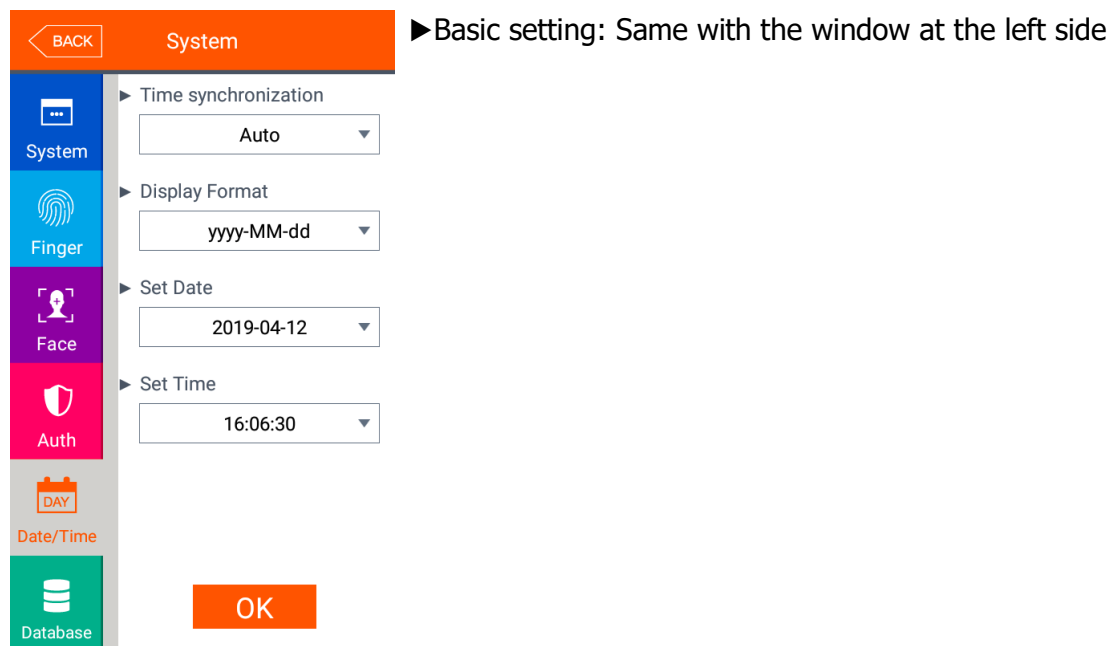 BACK
System
▶Basic setting: Same with the window at the left side
System
Finger
Face
Auth
DAY
Date/Time
Database
▶ Time synchronization
Auto
▶ Display Format
yyyy-MM-dd
▶ Set Date
2019-04-12
▶ Set Time
16:06:30
OK